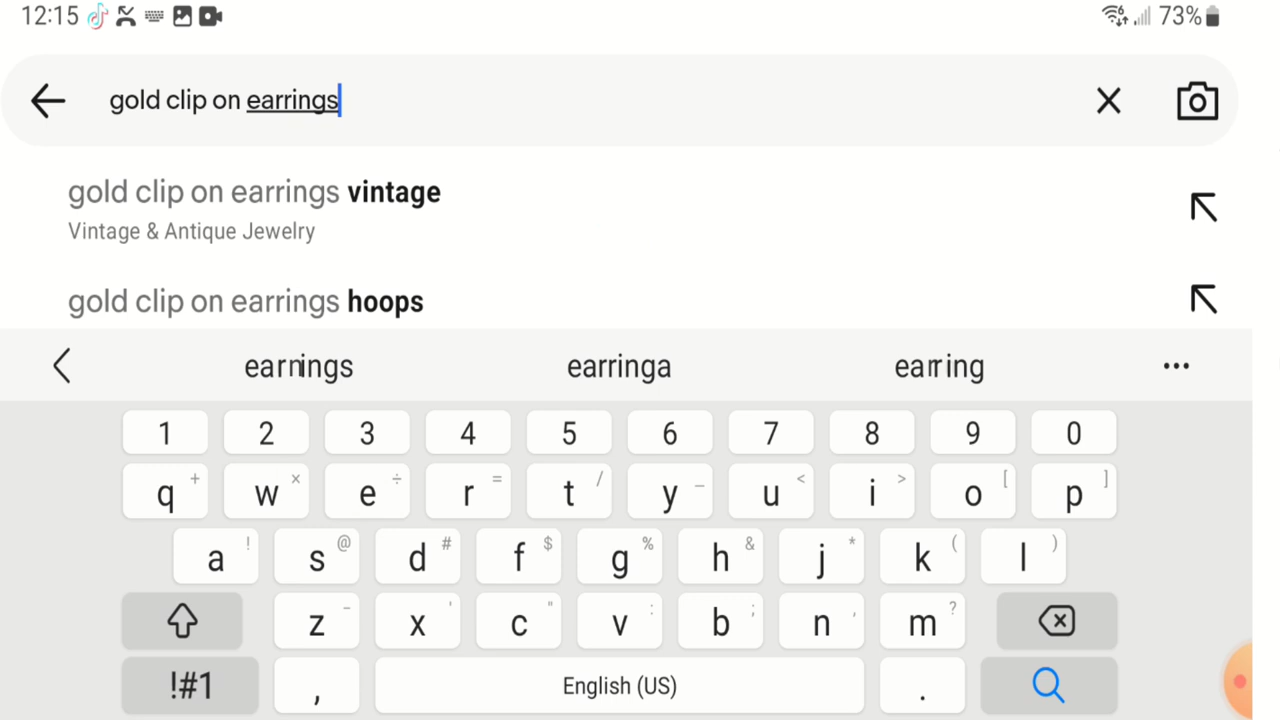 12:15 73%
gold clip on earrings
gold clip on earrings vintage
Vintage & Antique Jewelry
gold clip on earrings hoops
earnings earringa earring
1 2 3 4 5 6 7 8 9 0
q + w × e ÷ r = t / y _ u < i > o [ p ]
a ! s @ d # f $ g % h & j * k ( l )
z - x ' c " v : b ; n , m ?
!#1 , English (US) .